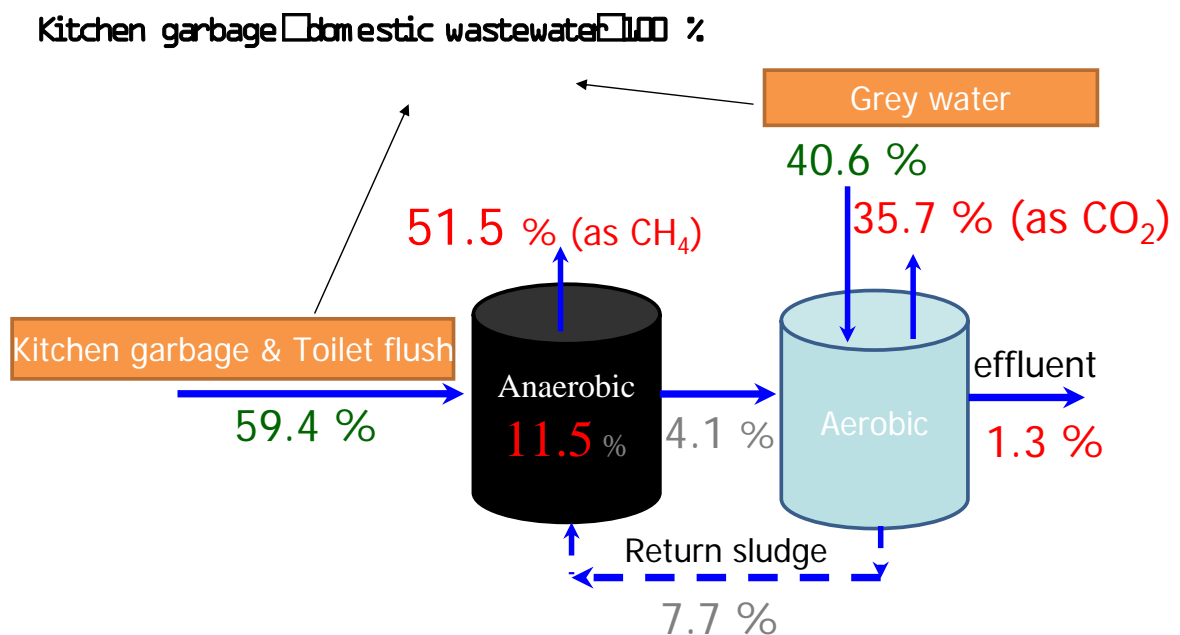 Kitchen garbage□domestic wastewater□100 %
Grey water
40.6 %
35.7 % (as CO₂)
51.5 % (as CH₄)
Kitchen garbage & Toilet flush
59.4 %
Anaerobic
11.5 %
4.1 %
Aerobic
effluent
1.3 %
Return sludge
7.7 %